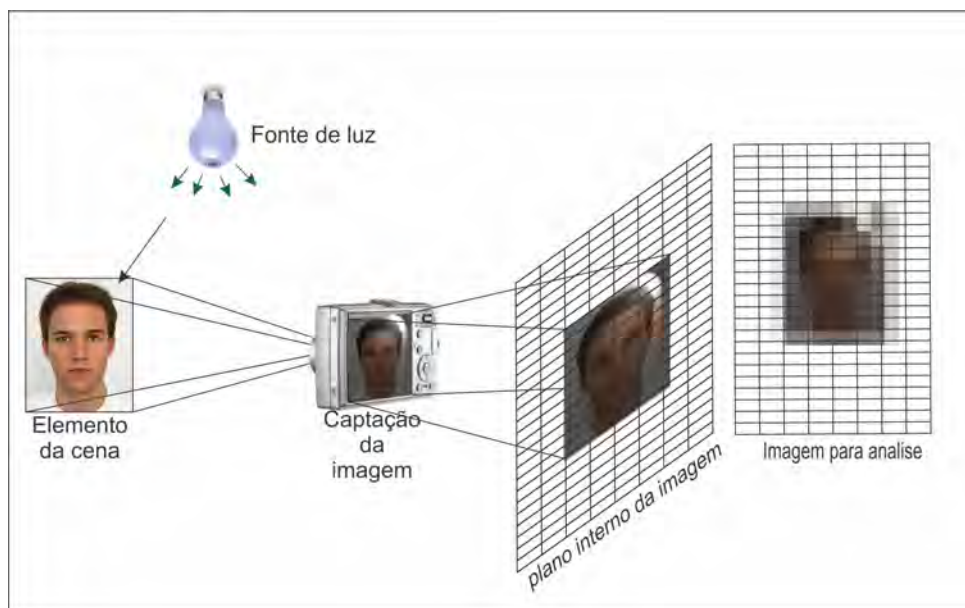 Fonte de luz
Elemento
da cena
Captação
da
imagem
plano interno da imagem
Imagem para analise